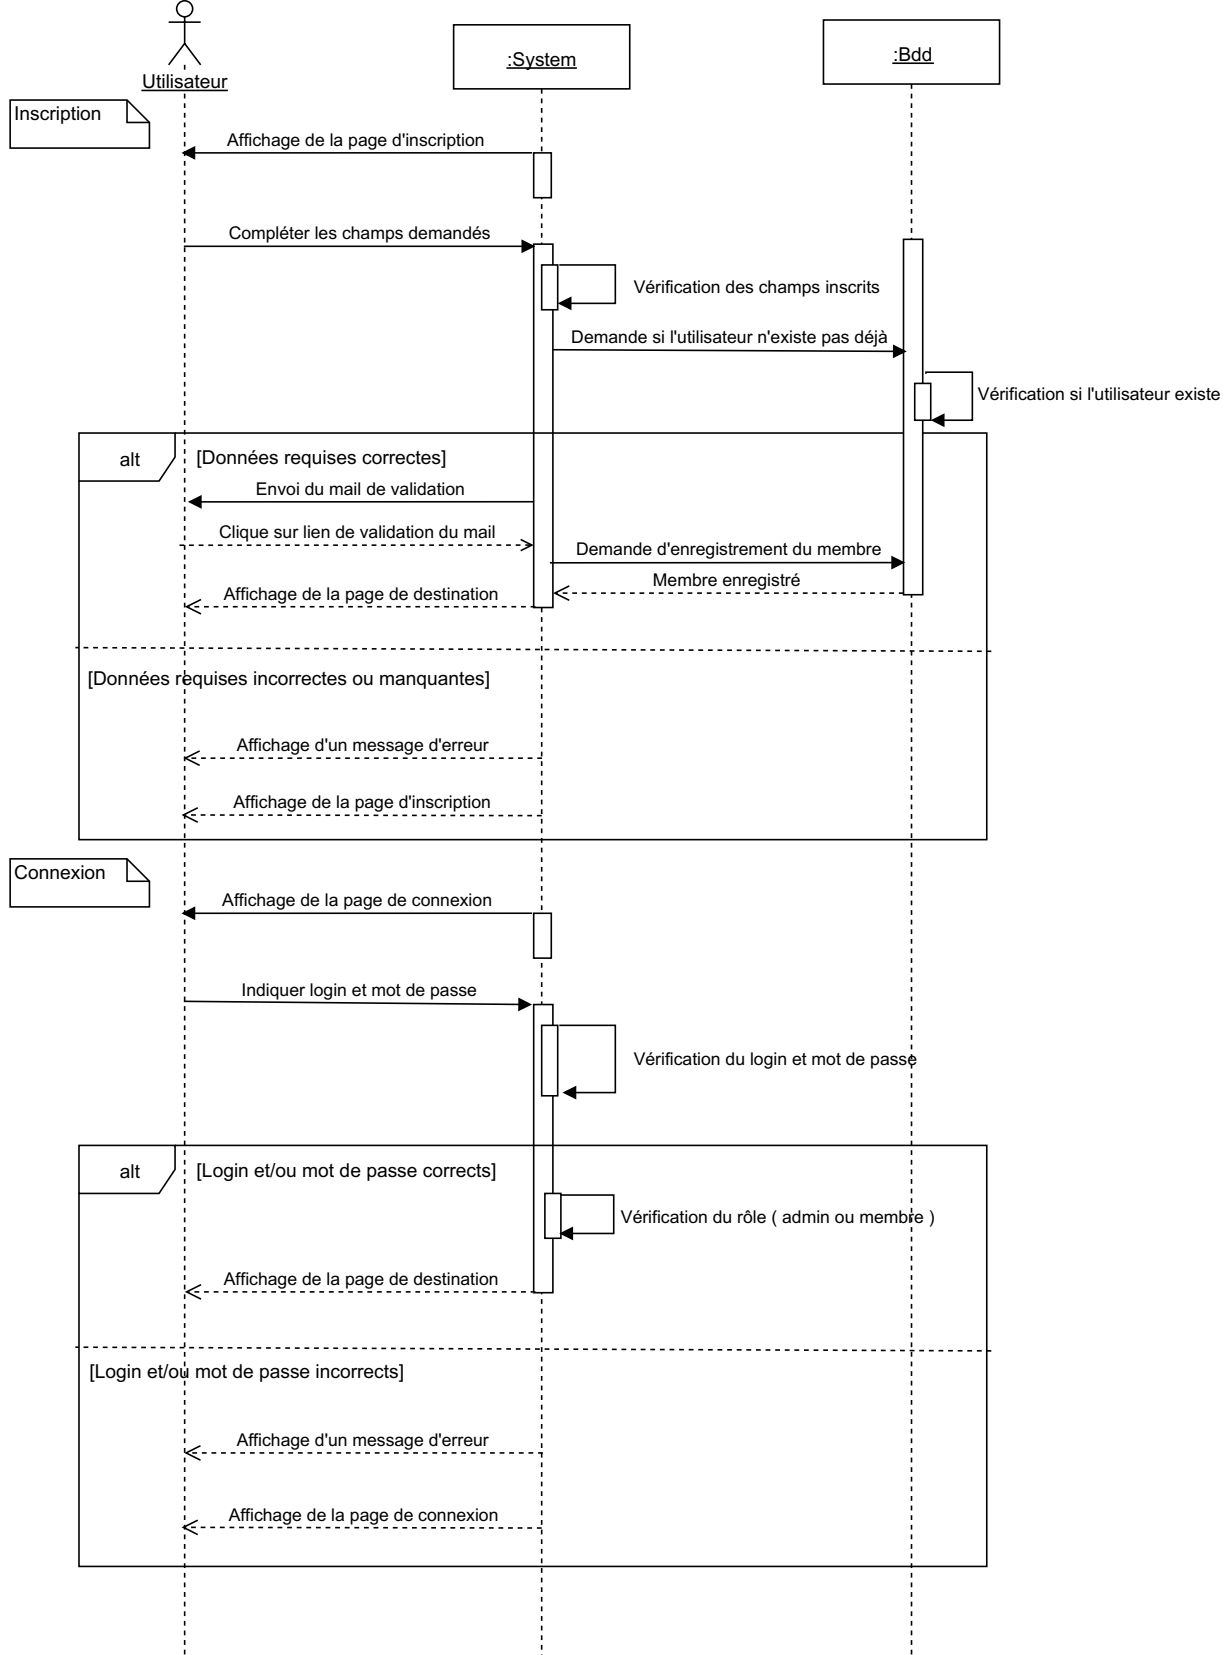 Utilisateur
:System
:Bdd
Inscription
Affichage de la page d'inscription
Compléter les champs demandés
Vérification des champs inscrits
Demande si l'utilisateur n'existe pas déjà
Vérification si l'utilisateur existe
alt
[Données requises correctes]
Envoi du mail de validation
Clique sur lien de validation du mail
Demande d'enregistrement du membre
Membre enregistré
Affichage de la page de destination
[Données requises incorrectes ou manquantes]
Affichage d'un message d'erreur
Affichage de la page d'inscription
Connexion
Affichage de la page de connexion
Indiquer login et mot de passe
Vérification du login et mot de passe
alt
[Login et/ou mot de passe corrects]
Vérification du rôle ( admin ou membre )
Affichage de la page de destination
[Login et/ou mot de passe incorrects]
Affichage d'un message d'erreur
Affichage de la page de connexion